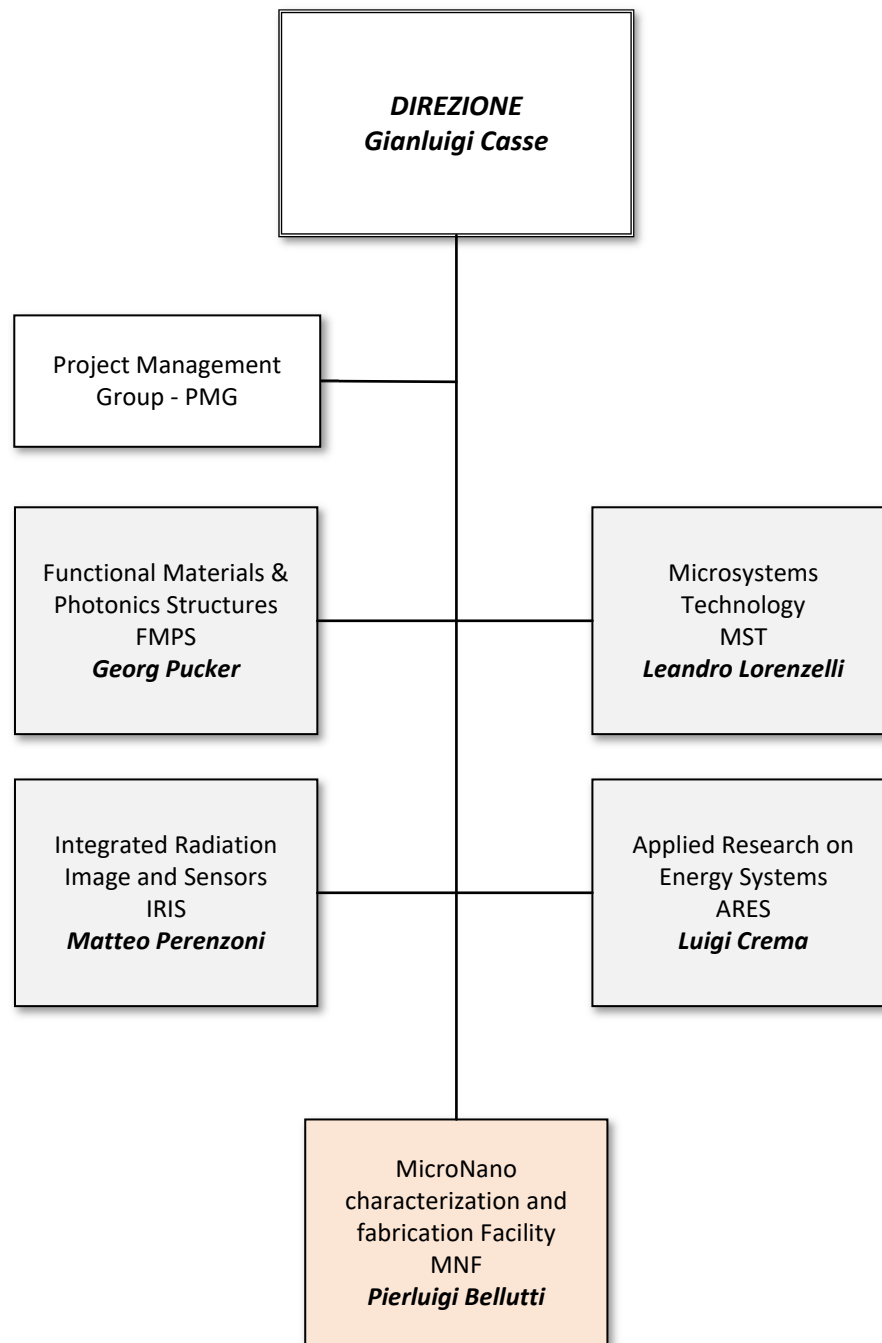 DIREZIONE
Gianluigi Casse
Project Management
Group - PMG
Functional Materials &
Photonics Structures
FMPS
Georg Pucker
Microsystems
Technology
MST
Leandro Lorenzelli
Integrated Radiation
Image and Sensors
IRIS
Matteo Perenzoni
Applied Research on
Energy Systems
ARES
Luigi Crema
MicroNano
characterization and
fabrication Facility
MNF
Pierluigi Bellutti